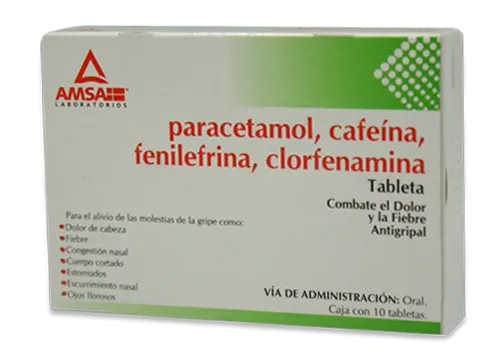 AMSA
LABORATORIOS
paracetamol, cafeína,
fenilefrina, clorfenamina
Tableta
Combate el Dolor
y la Fiebre
Antigripal
Para el alivio de las molestias de la gripe como:
Dolor de cabeza
Fiebre
Congestión nasal
Cuerpo cortado
Estornudos
Escurrimiento nasal
Ojos llorosos
VÍA DE ADMINISTRACIÓN: Oral.
Caja con 10 tabletas.